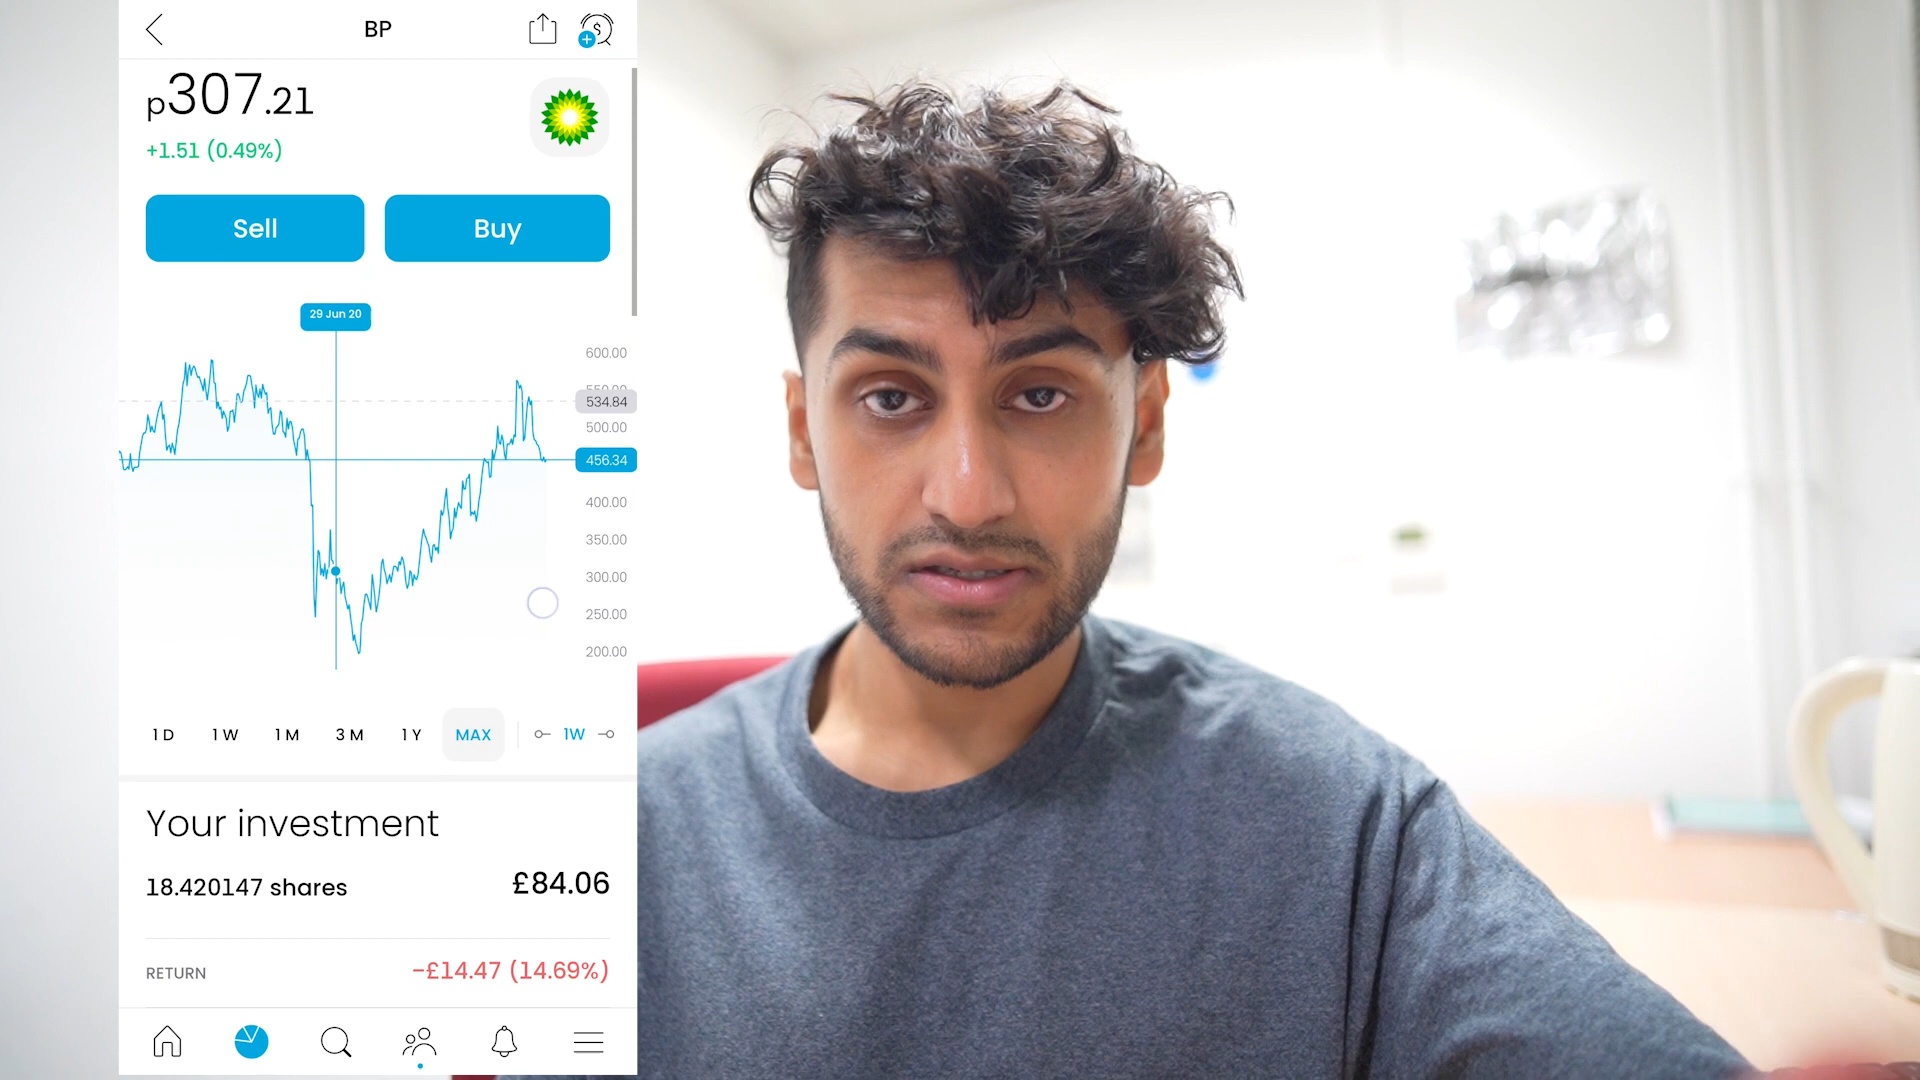 BP
p307.21
+1.51 (0.49%)
Sell Buy
29 Jun 20
600.00
534.84
500.00
456.34
400.00
350.00
300.00
250.00
200.00
1D 1W 1M 3M 1Y MAX 1W
Your investment
18.420147 shares £84.06
RETURN -£14.47 (14.69%)